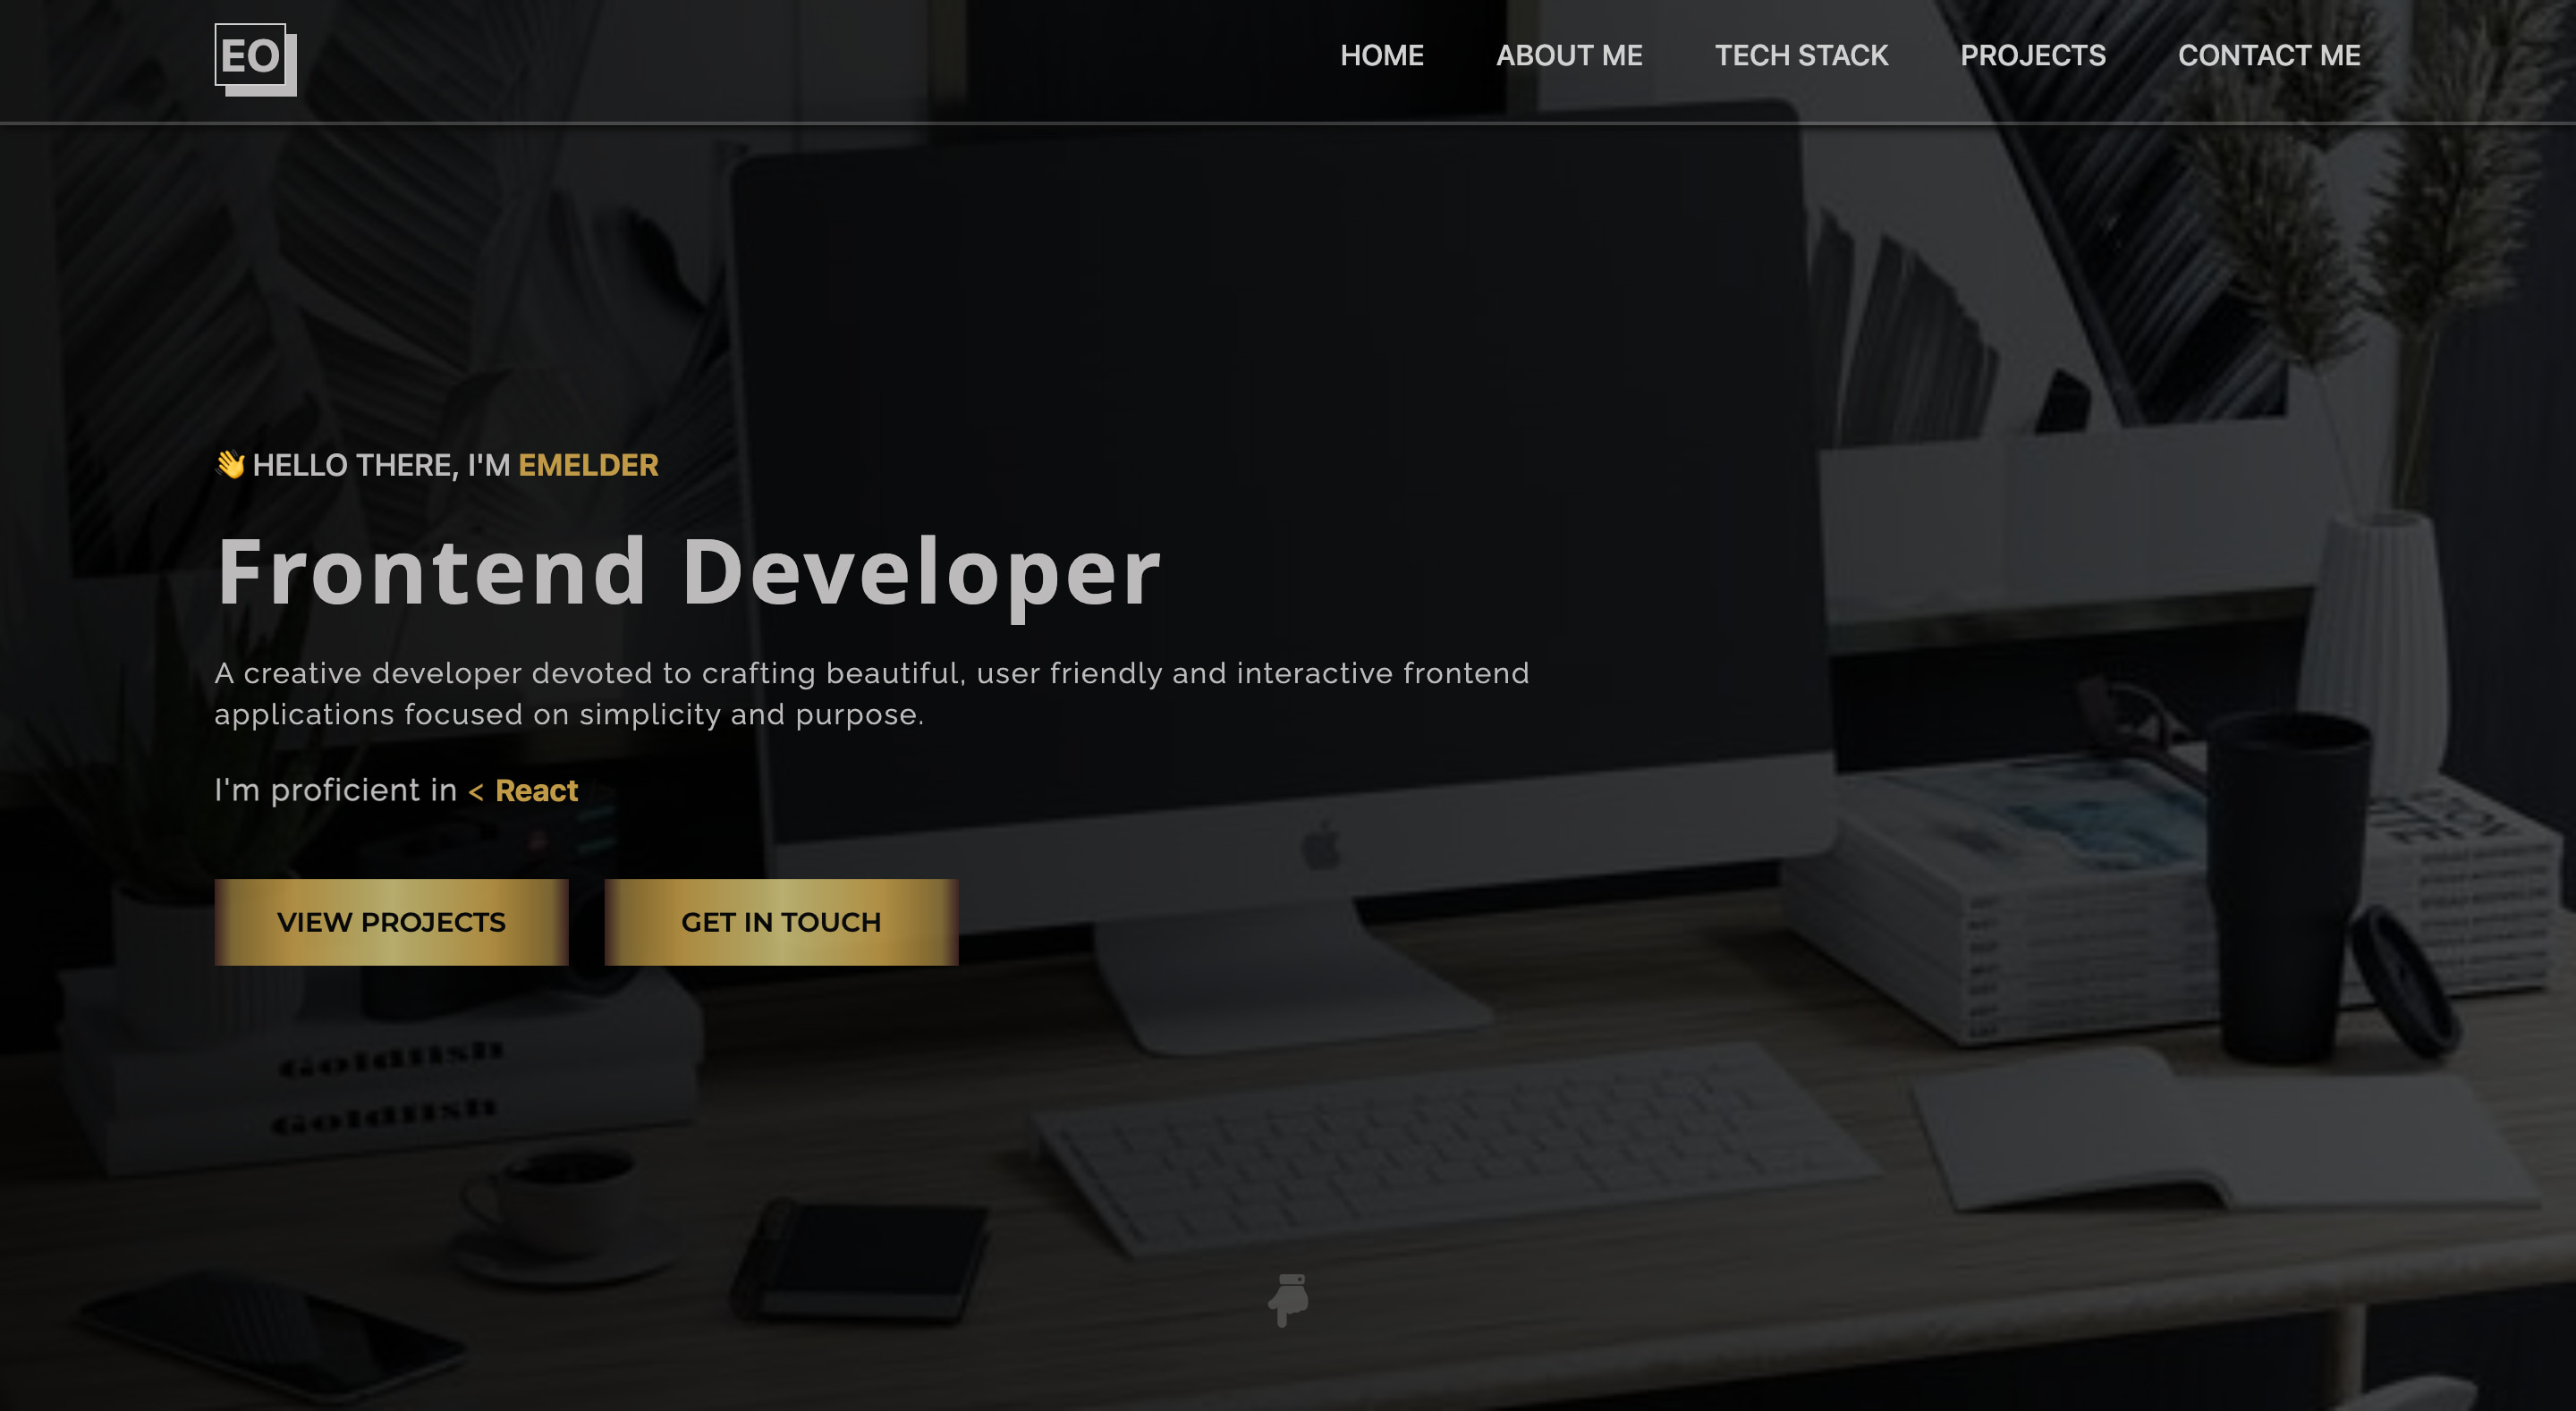 EO
HOME ABOUT ME TECH STACK PROJECTS CONTACT ME
👋 HELLO THERE, I'M EMELDER
Frontend Developer
A creative developer devoted to crafting beautiful, user friendly and interactive frontend
applications focused on simplicity and purpose.
I'm proficient in < React
VIEW PROJECTS GET IN TOUCH
Goldfish
Goldfish